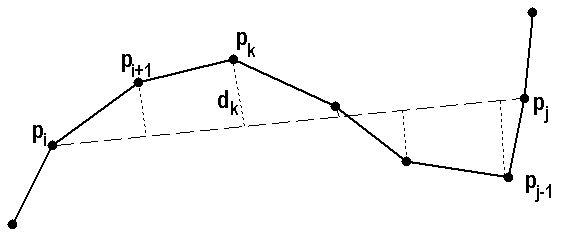 p_k
p_{i+1}
d_k
p_i
p_j
p_{j-1}